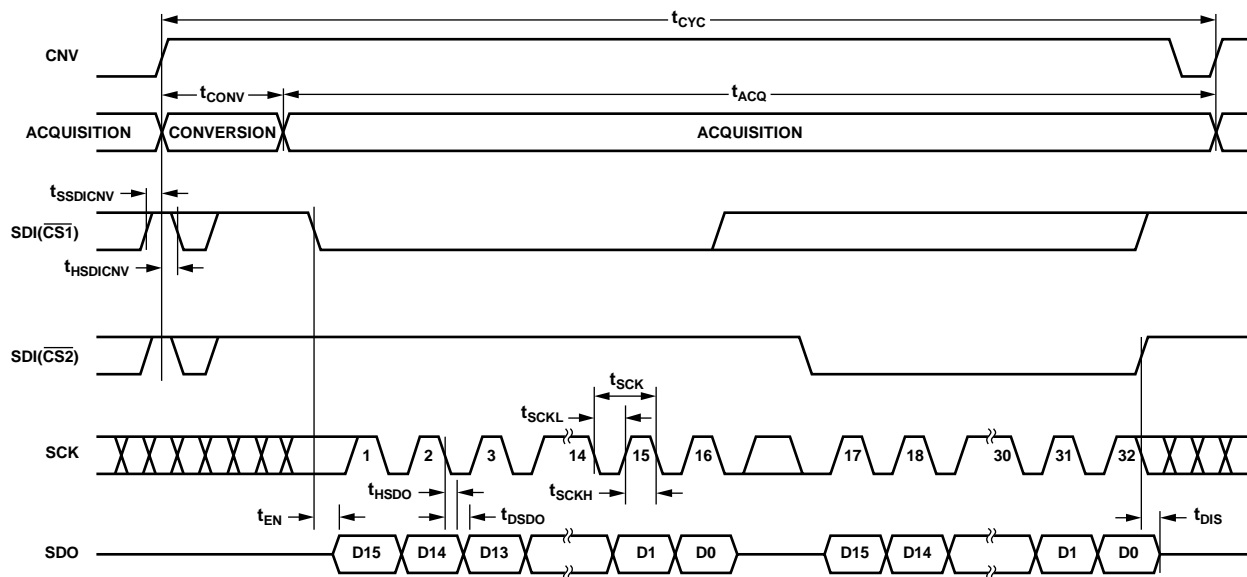 tCYC
CNV
tCONV
tACQ
ACQUISITION CONVERSION ACQUISITION
tSSDICNV
SDI(CS1)
tHSDICNV
SDI(CS2)
tSCK
tSCKL
SCK 1 2 3 14 15 16 17 18 30 31 32
tHSDO tSCKH
tEN tDSDO tDIS
SDO D15 D14 D13 D1 D0 D15 D14 D1 D0